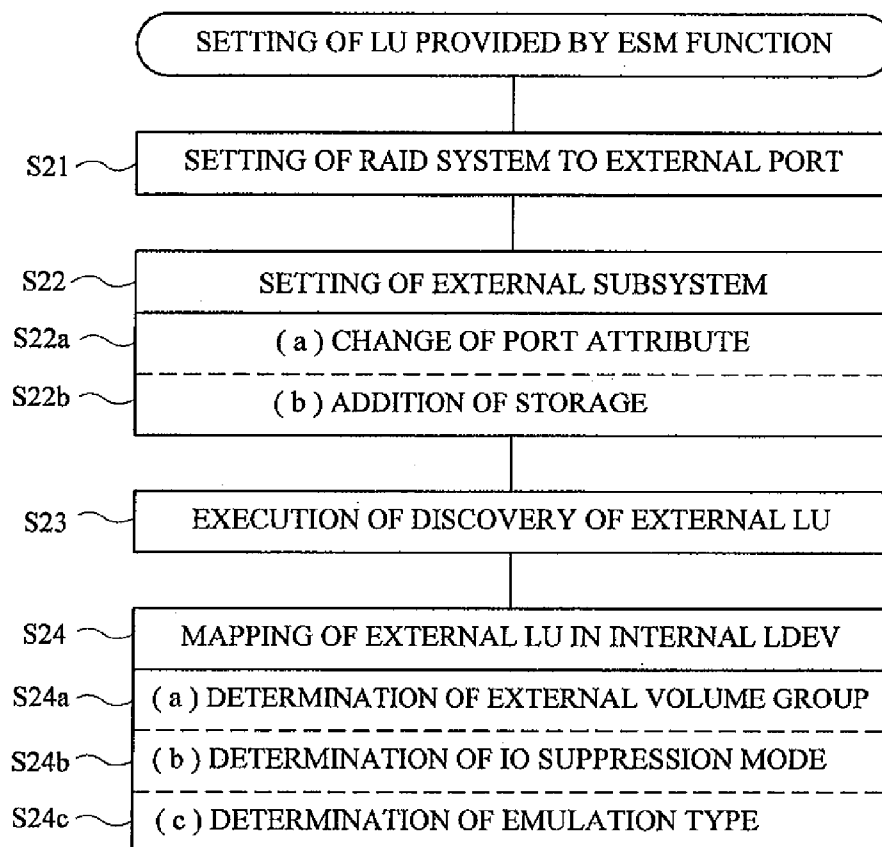 SETTING OF LU PROVIDED BY ESM FUNCTION
S21 SETTING OF RAID SYSTEM TO EXTERNAL PORT
S22 SETTING OF EXTERNAL SUBSYSTEM
S22a (a) CHANGE OF PORT ATTRIBUTE
S22b (b) ADDITION OF STORAGE
S23 EXECUTION OF DISCOVERY OF EXTERNAL LU
S24 MAPPING OF EXTERNAL LU IN INTERNAL LDEV
S24a (a) DETERMINATION OF EXTERNAL VOLUME GROUP
S24b (b) DETERMINATION OF IO SUPPRESSION MODE
S24c (c) DETERMINATION OF EMULATION TYPE